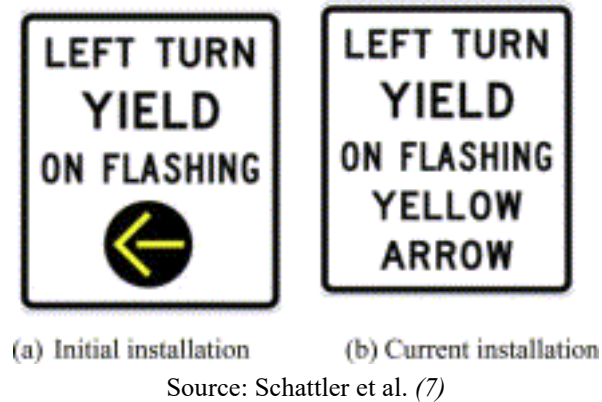 LEFT TURN
YIELD
ON FLASHING
LEFT TURN
YIELD
ON FLASHING
YELLOW
ARROW
(a) Initial installation
(b) Current installation
Source: Schattler et al. (7)